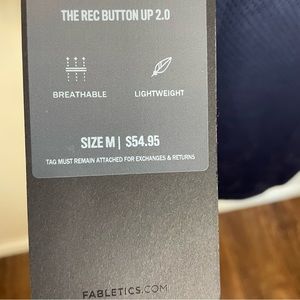 THE REC BUTTON UP 2.0
BREATHABLE
LIGHTWEIGHT
SIZE M | $54.95
TAG MUST REMAIN ATTACHED FOR EXCHANGES & RETURNS
FABLETICS.COM